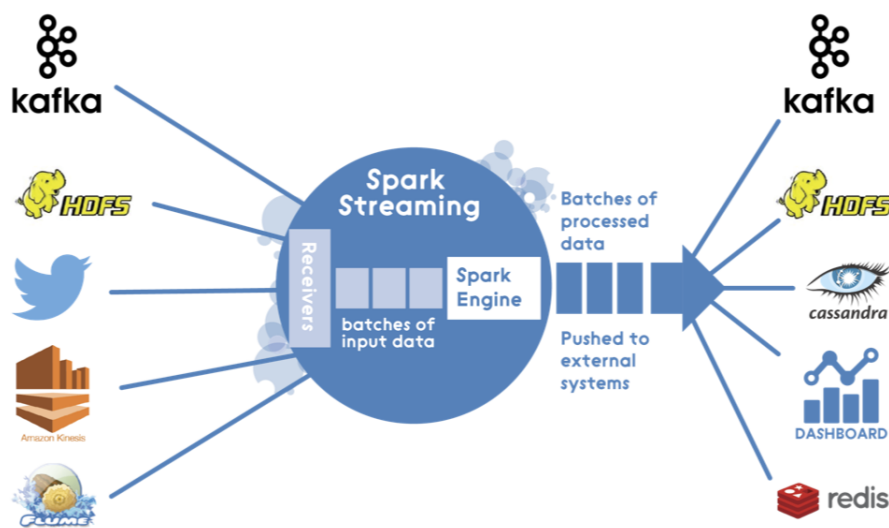 kafka
HDFS
Amazon Kinesis
FLUME
Spark
Streaming
Receivers
batches of
input data
Spark
Engine
Batches of
processed
data
Pushed to
external
systems
kafka
HDFS
cassandra
DASHBOARD
redis